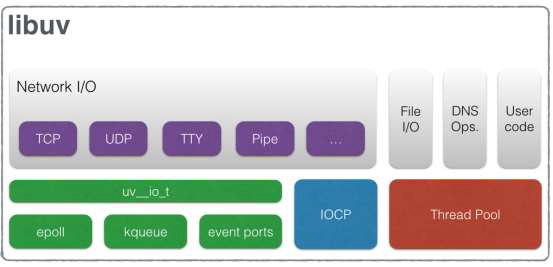 libuv
Network I/O
TCP
UDP
TTY
Pipe
...
File
I/O
DNS
Ops.
User
code
uv__io_t
IOCP
Thread Pool
epoll
kqueue
event ports